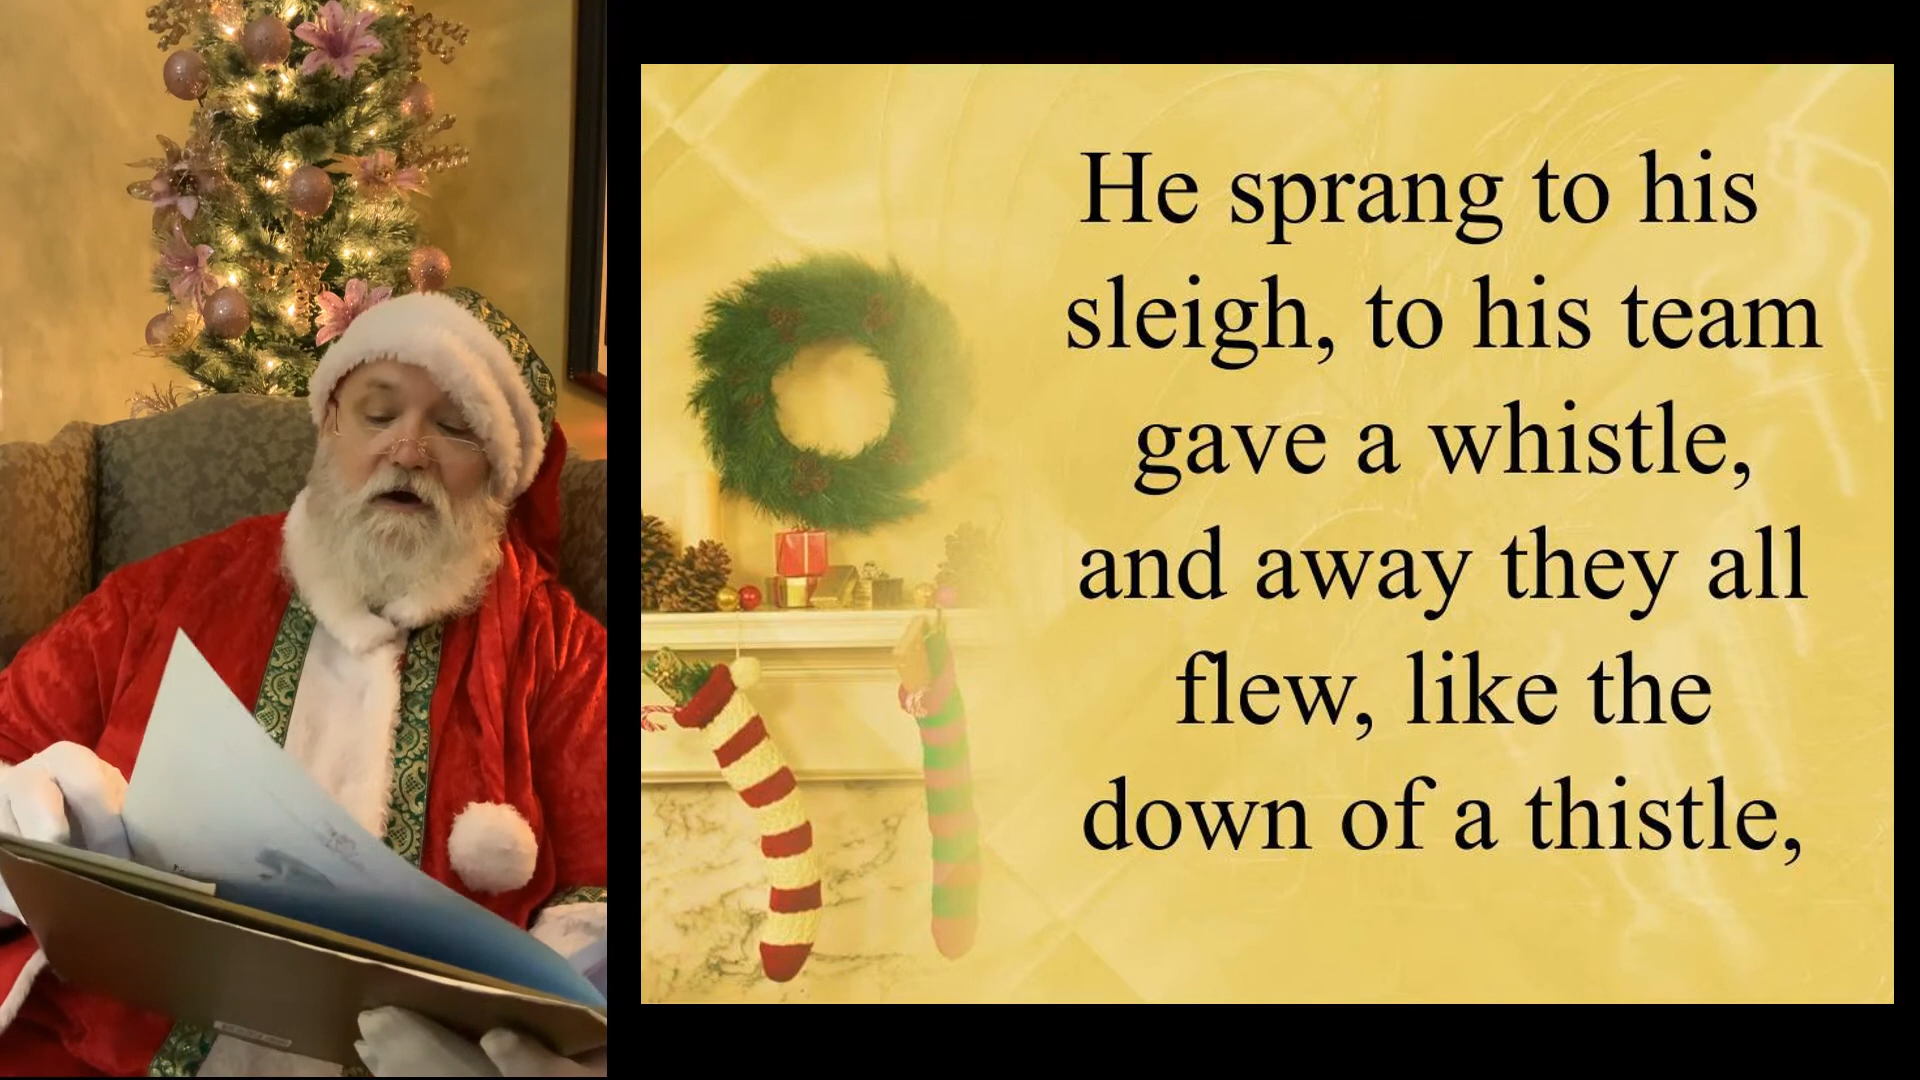 He sprang to his
sleigh, to his team
gave a whistle,
and away they all
flew, like the
down of a thistle,